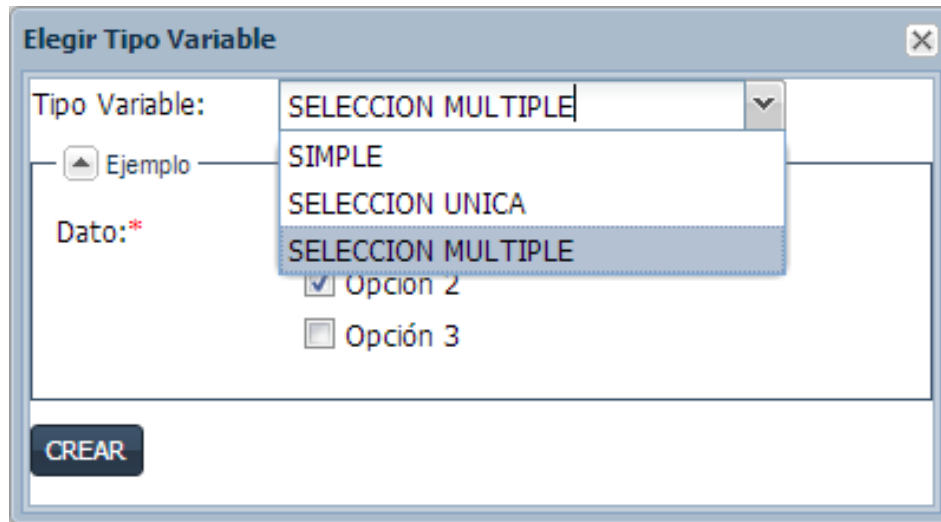 Elegir Tipo Variable
Tipo Variable: SELECCION MULTIPLE
Ejemplo
SIMPLE
SELECCION UNICA
Dato:*
SELECCION MULTIPLE
Opción 2
Opción 3
CREAR